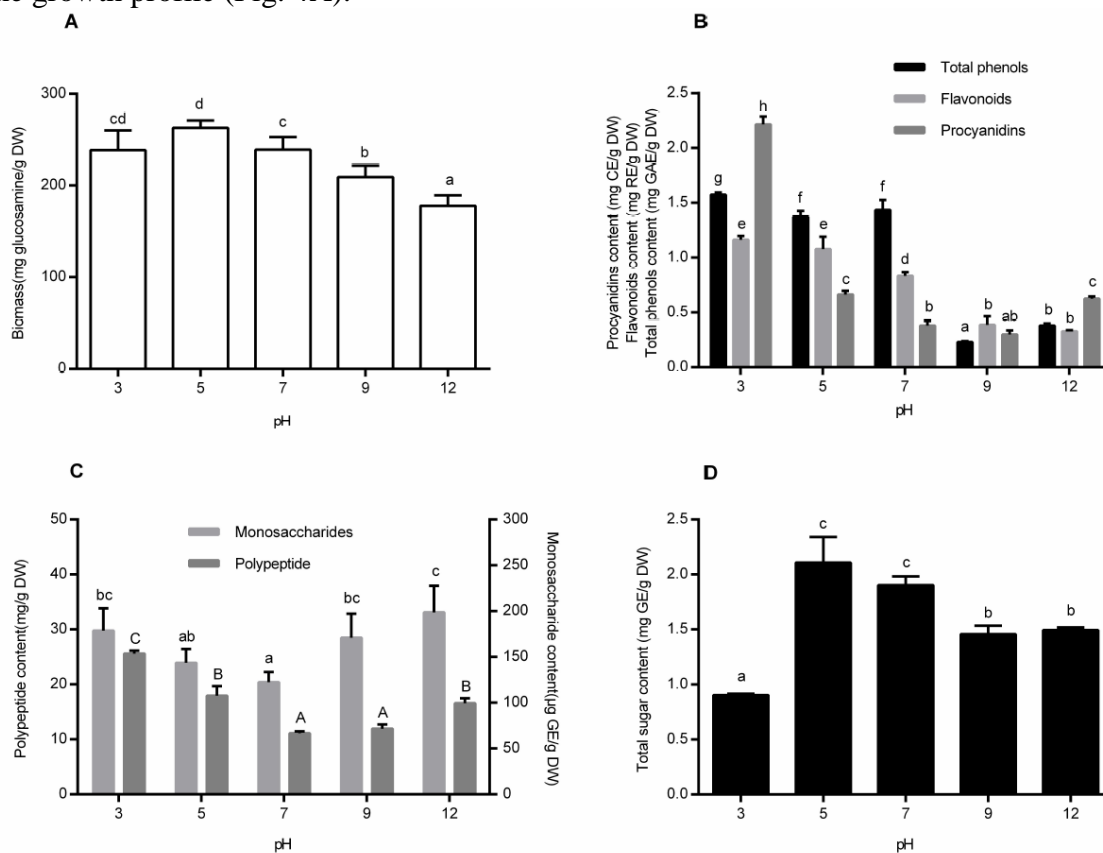 growth profile (Fig.
A
Biomass(mg glucosamine/g DW)
300
200
100
0
cd
d
c
b
a
3
5
7
9
12
pH
B
Total phenols
Flavonoids
Procyanidins
Procyanidins content (mg CE/g DW)
Flavonoids content (mg RE/g DW)
Total phenols content (mg GAE/g DW)
2.5
2.0
1.5
1.0
0.5
0.0
g
e
h
f
e
c
f
d
b
a
b
ab
b
b
c
3
5
7
9
12
pH
C
Monosaccharides
Polypeptide
Polypeptide content(mg/g DW)
50
40
30
20
10
0
bc
C
ab
B
a
A
bc
A
c
B
300
250
200
150
100
50
0
Monosaccharide content(µg GE/g DW)
3
5
7
9
12
pH
D
Total sugar content (mg GE/g DW)
2.5
2.0
1.5
1.0
0.5
0.0
a
c
c
b
b
3
5
7
9
12
pH